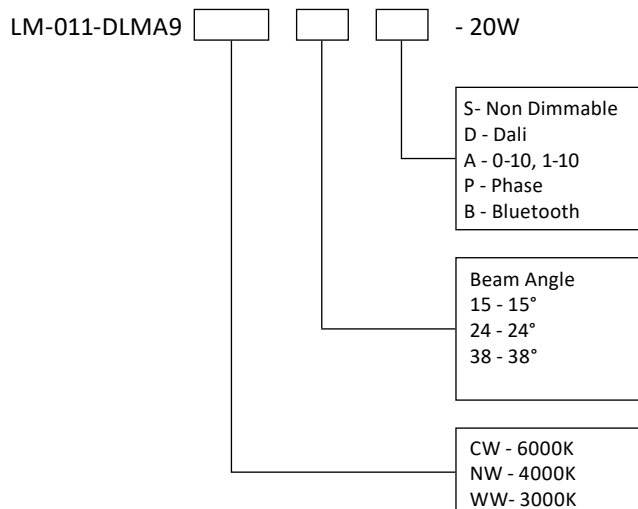 LM-011-DLMA9 - 20W
S- Non Dimmable
D - Dali
A - 0-10, 1-10
P - Phase
B - Bluetooth
Beam Angle
15 - 15°
24 - 24°
38 - 38°
CW - 6000K
NW - 4000K
WW- 3000K